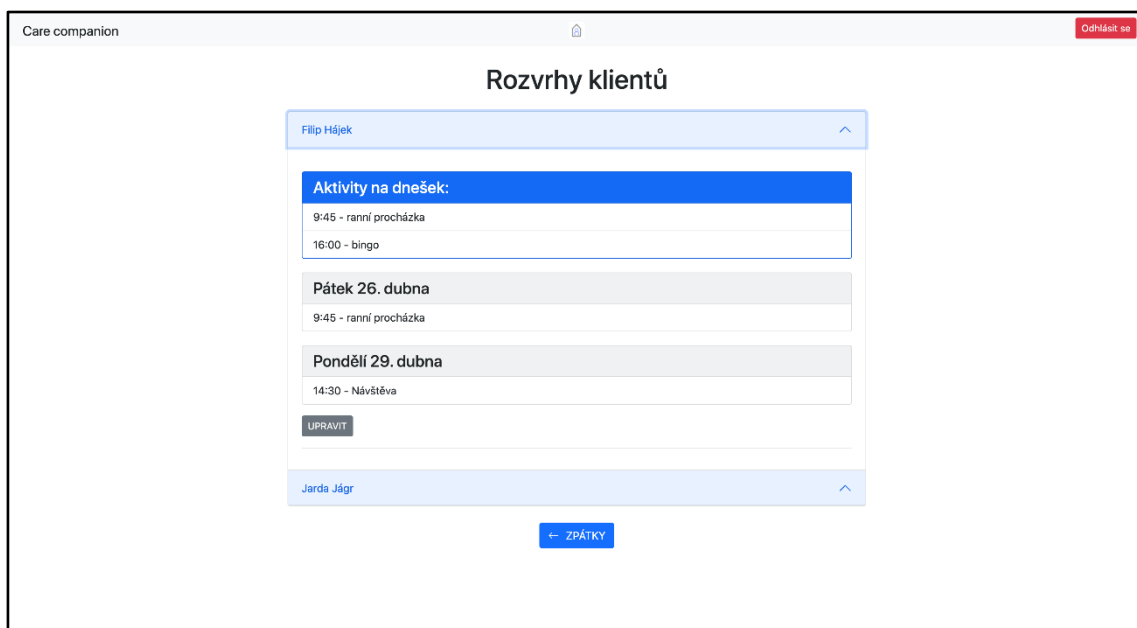 Care companion
Odhlásit se
Rozvrhy klientů
Filip Hájek
Aktivity na dnešek:
9:45 - ranní procházka
16:00 - bingo
Pátek 26. dubna
9:45 - ranní procházka
Pondělí 29. dubna
14:30 - Návštěva
UPRAVIT
Jarda Jágr
← ZPÁTKY